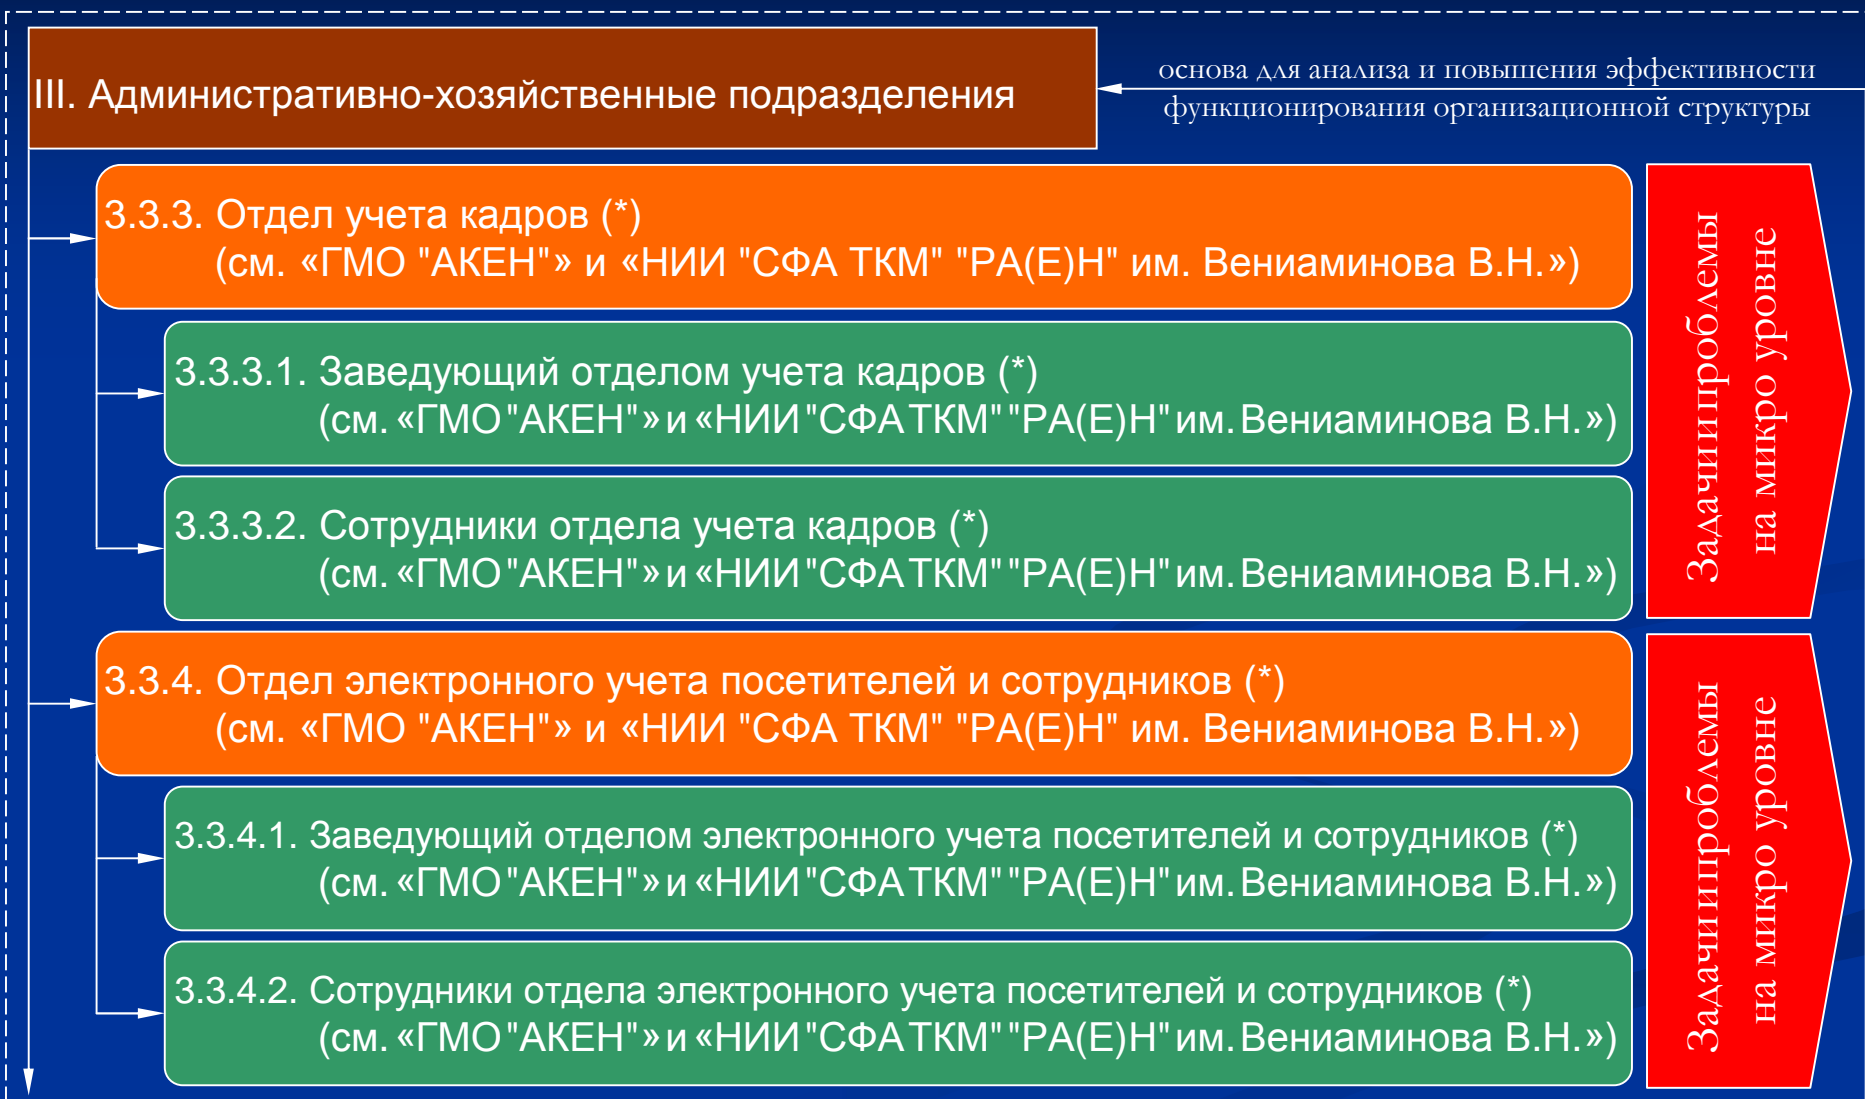 III. Административно-хозяйственные подразделения
основа для анализа и повышения эффективности
функционирования организационной структуры
3.3.3. Отдел учета кадров (*)
(см. «ГМО "АКЕН"» и «НИИ "СФА ТКМ" "РА(Е)Н" им. Вениаминова В.Н.»)
3.3.3.1. Заведующий отделом учета кадров (*)
(см. «ГМО "АКЕН"» и «НИИ "СФА ТКМ" "РА(Е)Н" им. Вениаминова В.Н.»)
3.3.3.2. Сотрудники отдела учета кадров (*)
(см. «ГМО "АКЕН"» и «НИИ "СФА ТКМ" "РА(Е)Н" им. Вениаминова В.Н.»)
Задачи и проблемы
на микро уровне
3.3.4. Отдел электронного учета посетителей и сотрудников (*)
(см. «ГМО "АКЕН"» и «НИИ "СФА ТКМ" "РА(Е)Н" им. Вениаминова В.Н.»)
3.3.4.1. Заведующий отделом электронного учета посетителей и сотрудников (*)
(см. «ГМО "АКЕН"» и «НИИ "СФА ТКМ" "РА(Е)Н" им. Вениаминова В.Н.»)
3.3.4.2. Сотрудники отдела электронного учета посетителей и сотрудников (*)
(см. «ГМО "АКЕН"» и «НИИ "СФА ТКМ" "РА(Е)Н" им. Вениаминова В.Н.»)
Задачи и проблемы
на микро уровне